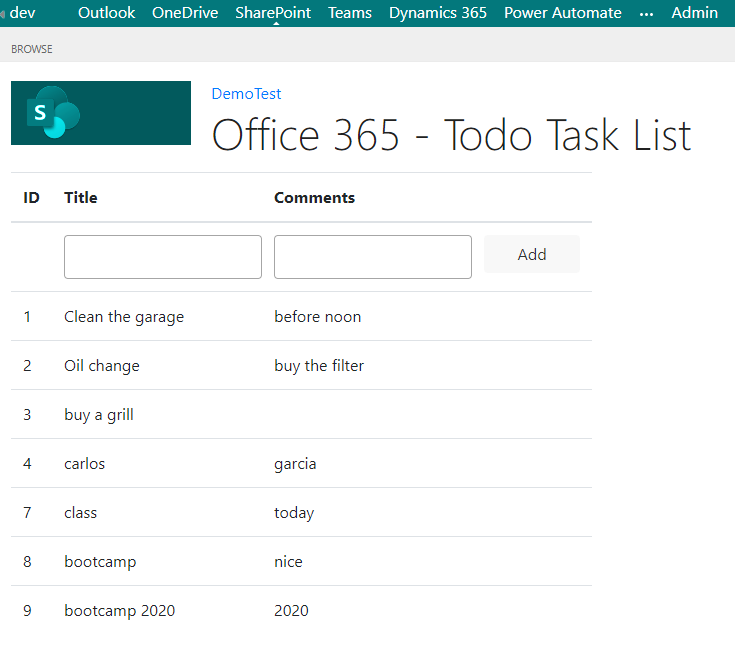 dev Outlook OneDrive SharePoint Teams Dynamics 365 Power Automate ... Admin
BROWSE
S
DemoTest
Office 365 - Todo Task List
ID Title Comments
Add
1 Clean the garage before noon
2 Oil change buy the filter
3 buy a grill
4 carlos garcia
7 class today
8 bootcamp nice
9 bootcamp 2020 2020